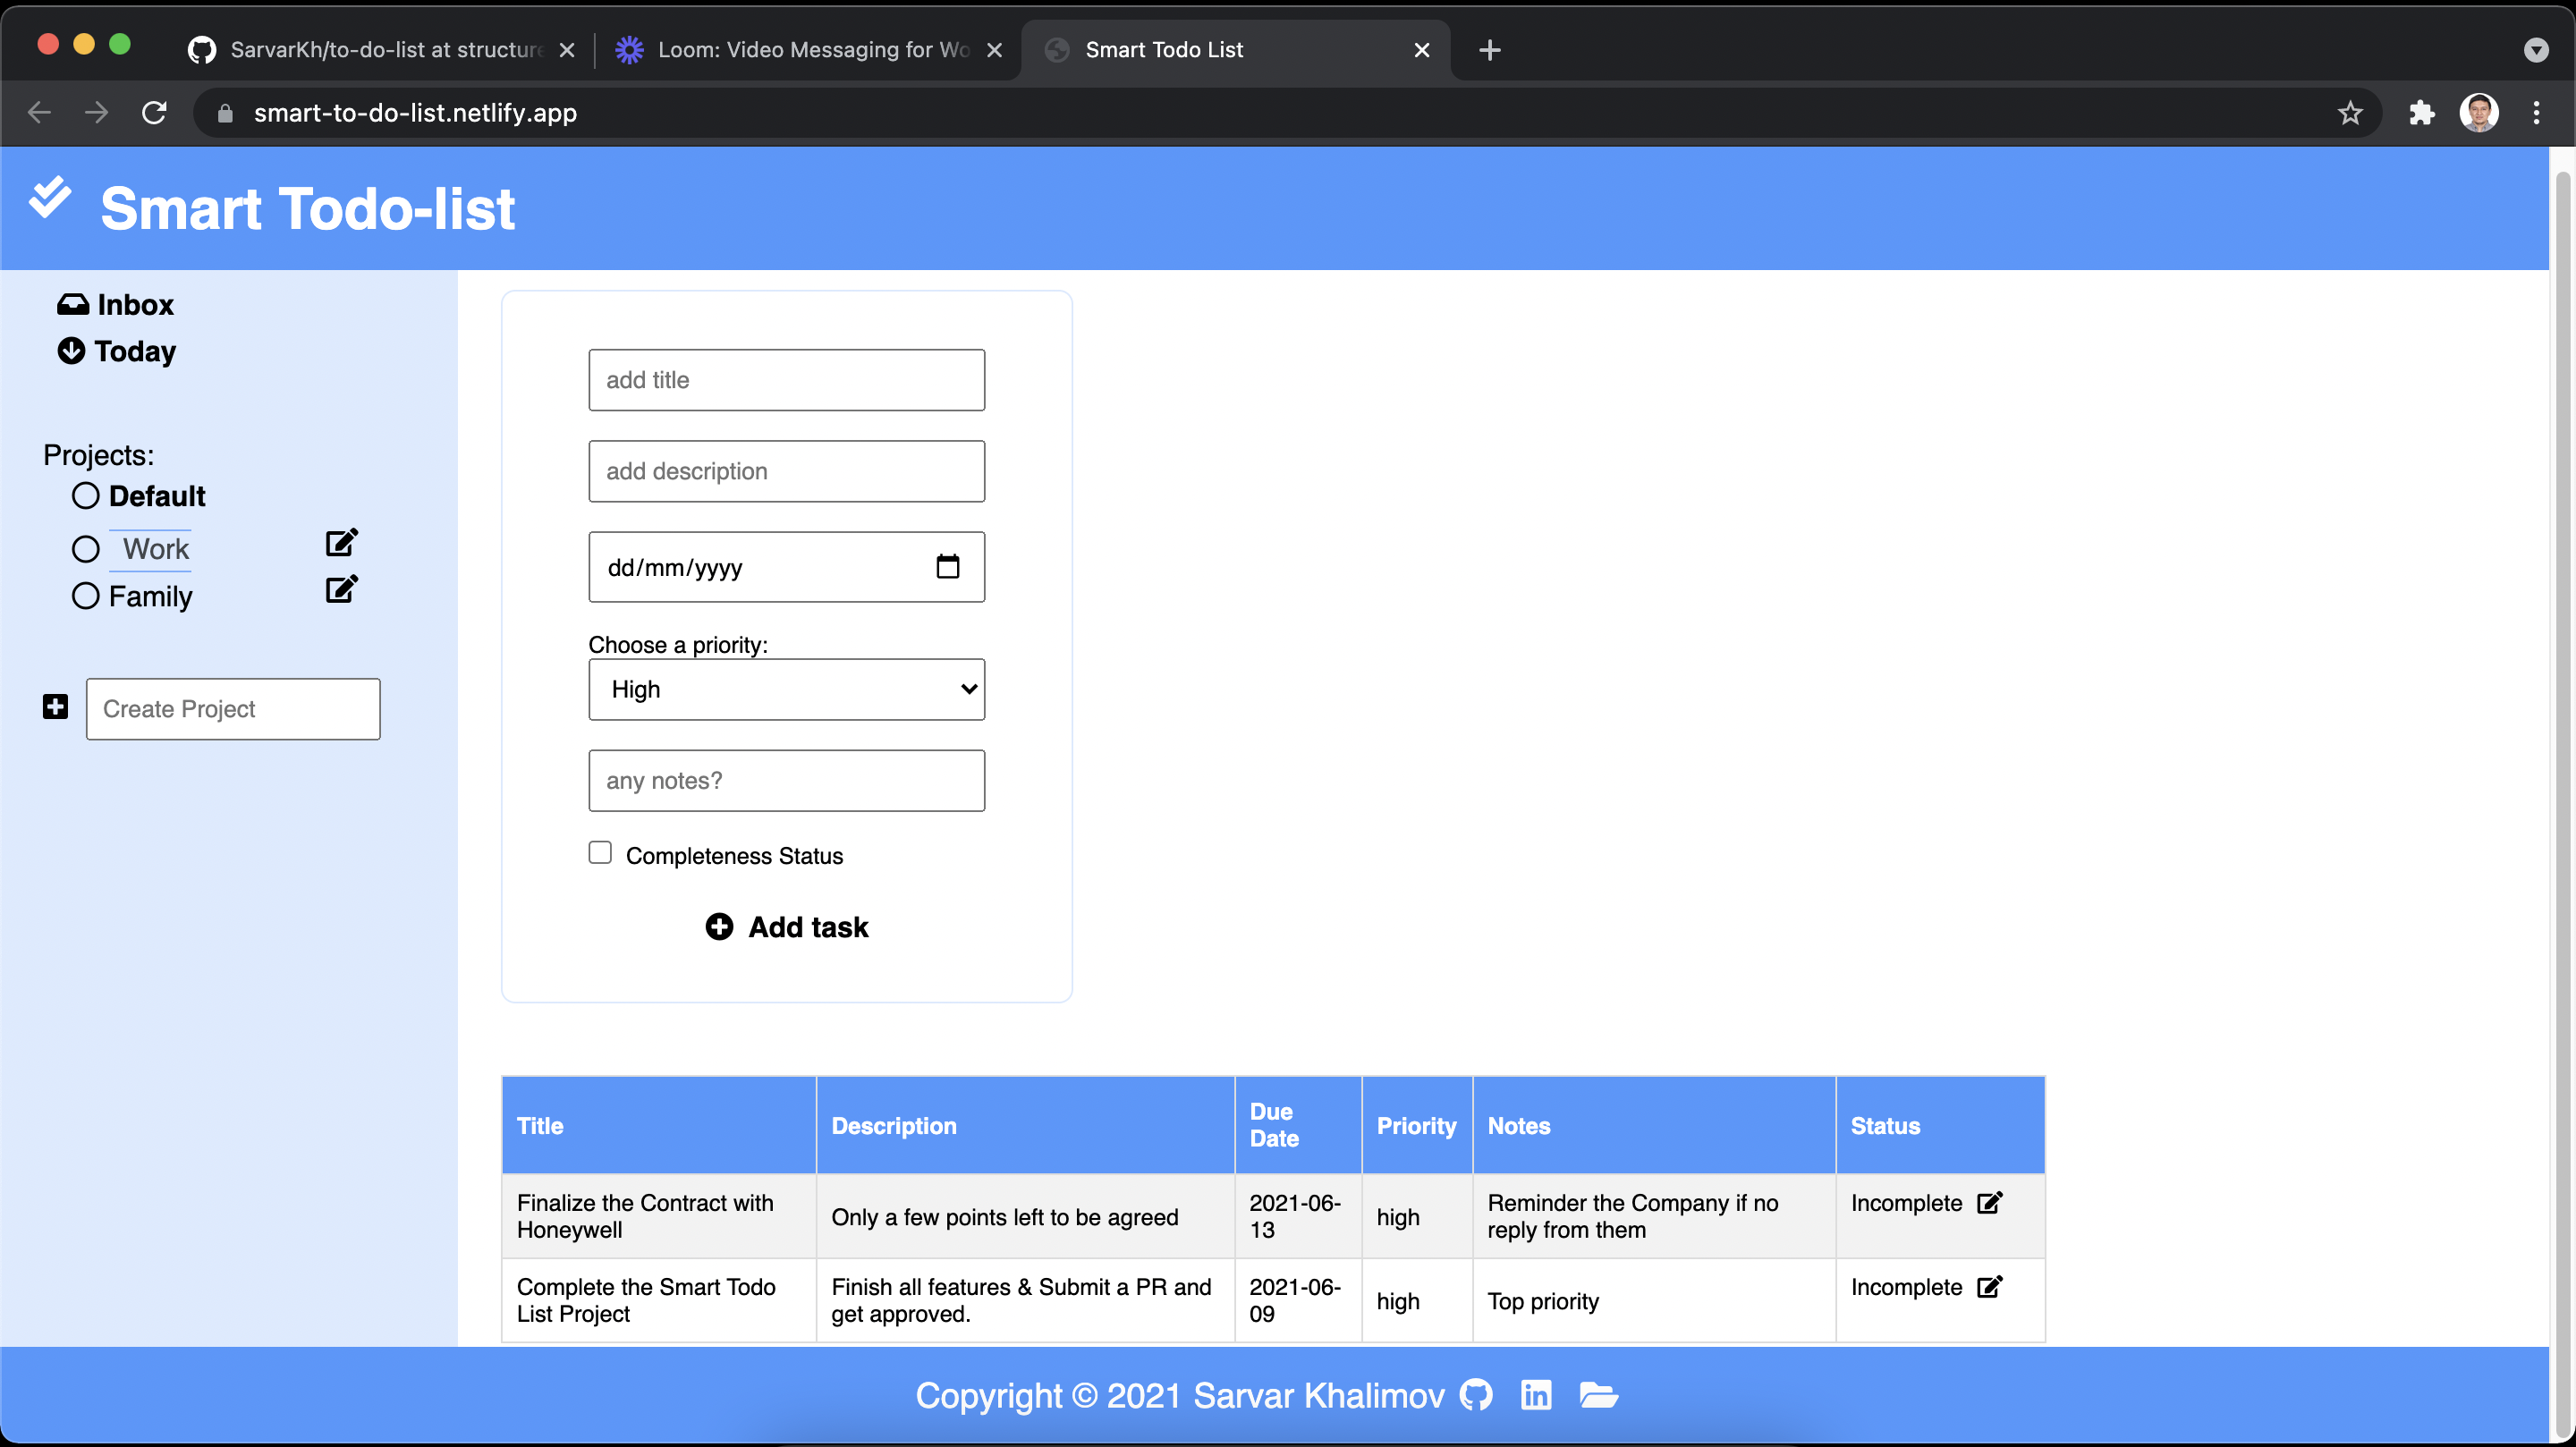 SarvarKh/to-do-list at structure
Loom: Video Messaging for Wo
Smart Todo List
smart-to-do-list.netlify.app
Smart Todo-list
Inbox
Today
Projects:
Default
Work
Family
Create Project
add title
add description
dd/mm/yyyy
Choose a priority:
High
any notes?
Completeness Status
Add task
Title Description Due Date Priority Notes Status
Finalize the Contract with Honeywell Only a few points left to be agreed 2021-06-13 high Reminder the Company if no reply from them Incomplete
Complete the Smart Todo List Project Finish all features & Submit a PR and get approved. 2021-06-09 high Top priority Incomplete
Copyright © 2021 Sarvar Khalimov